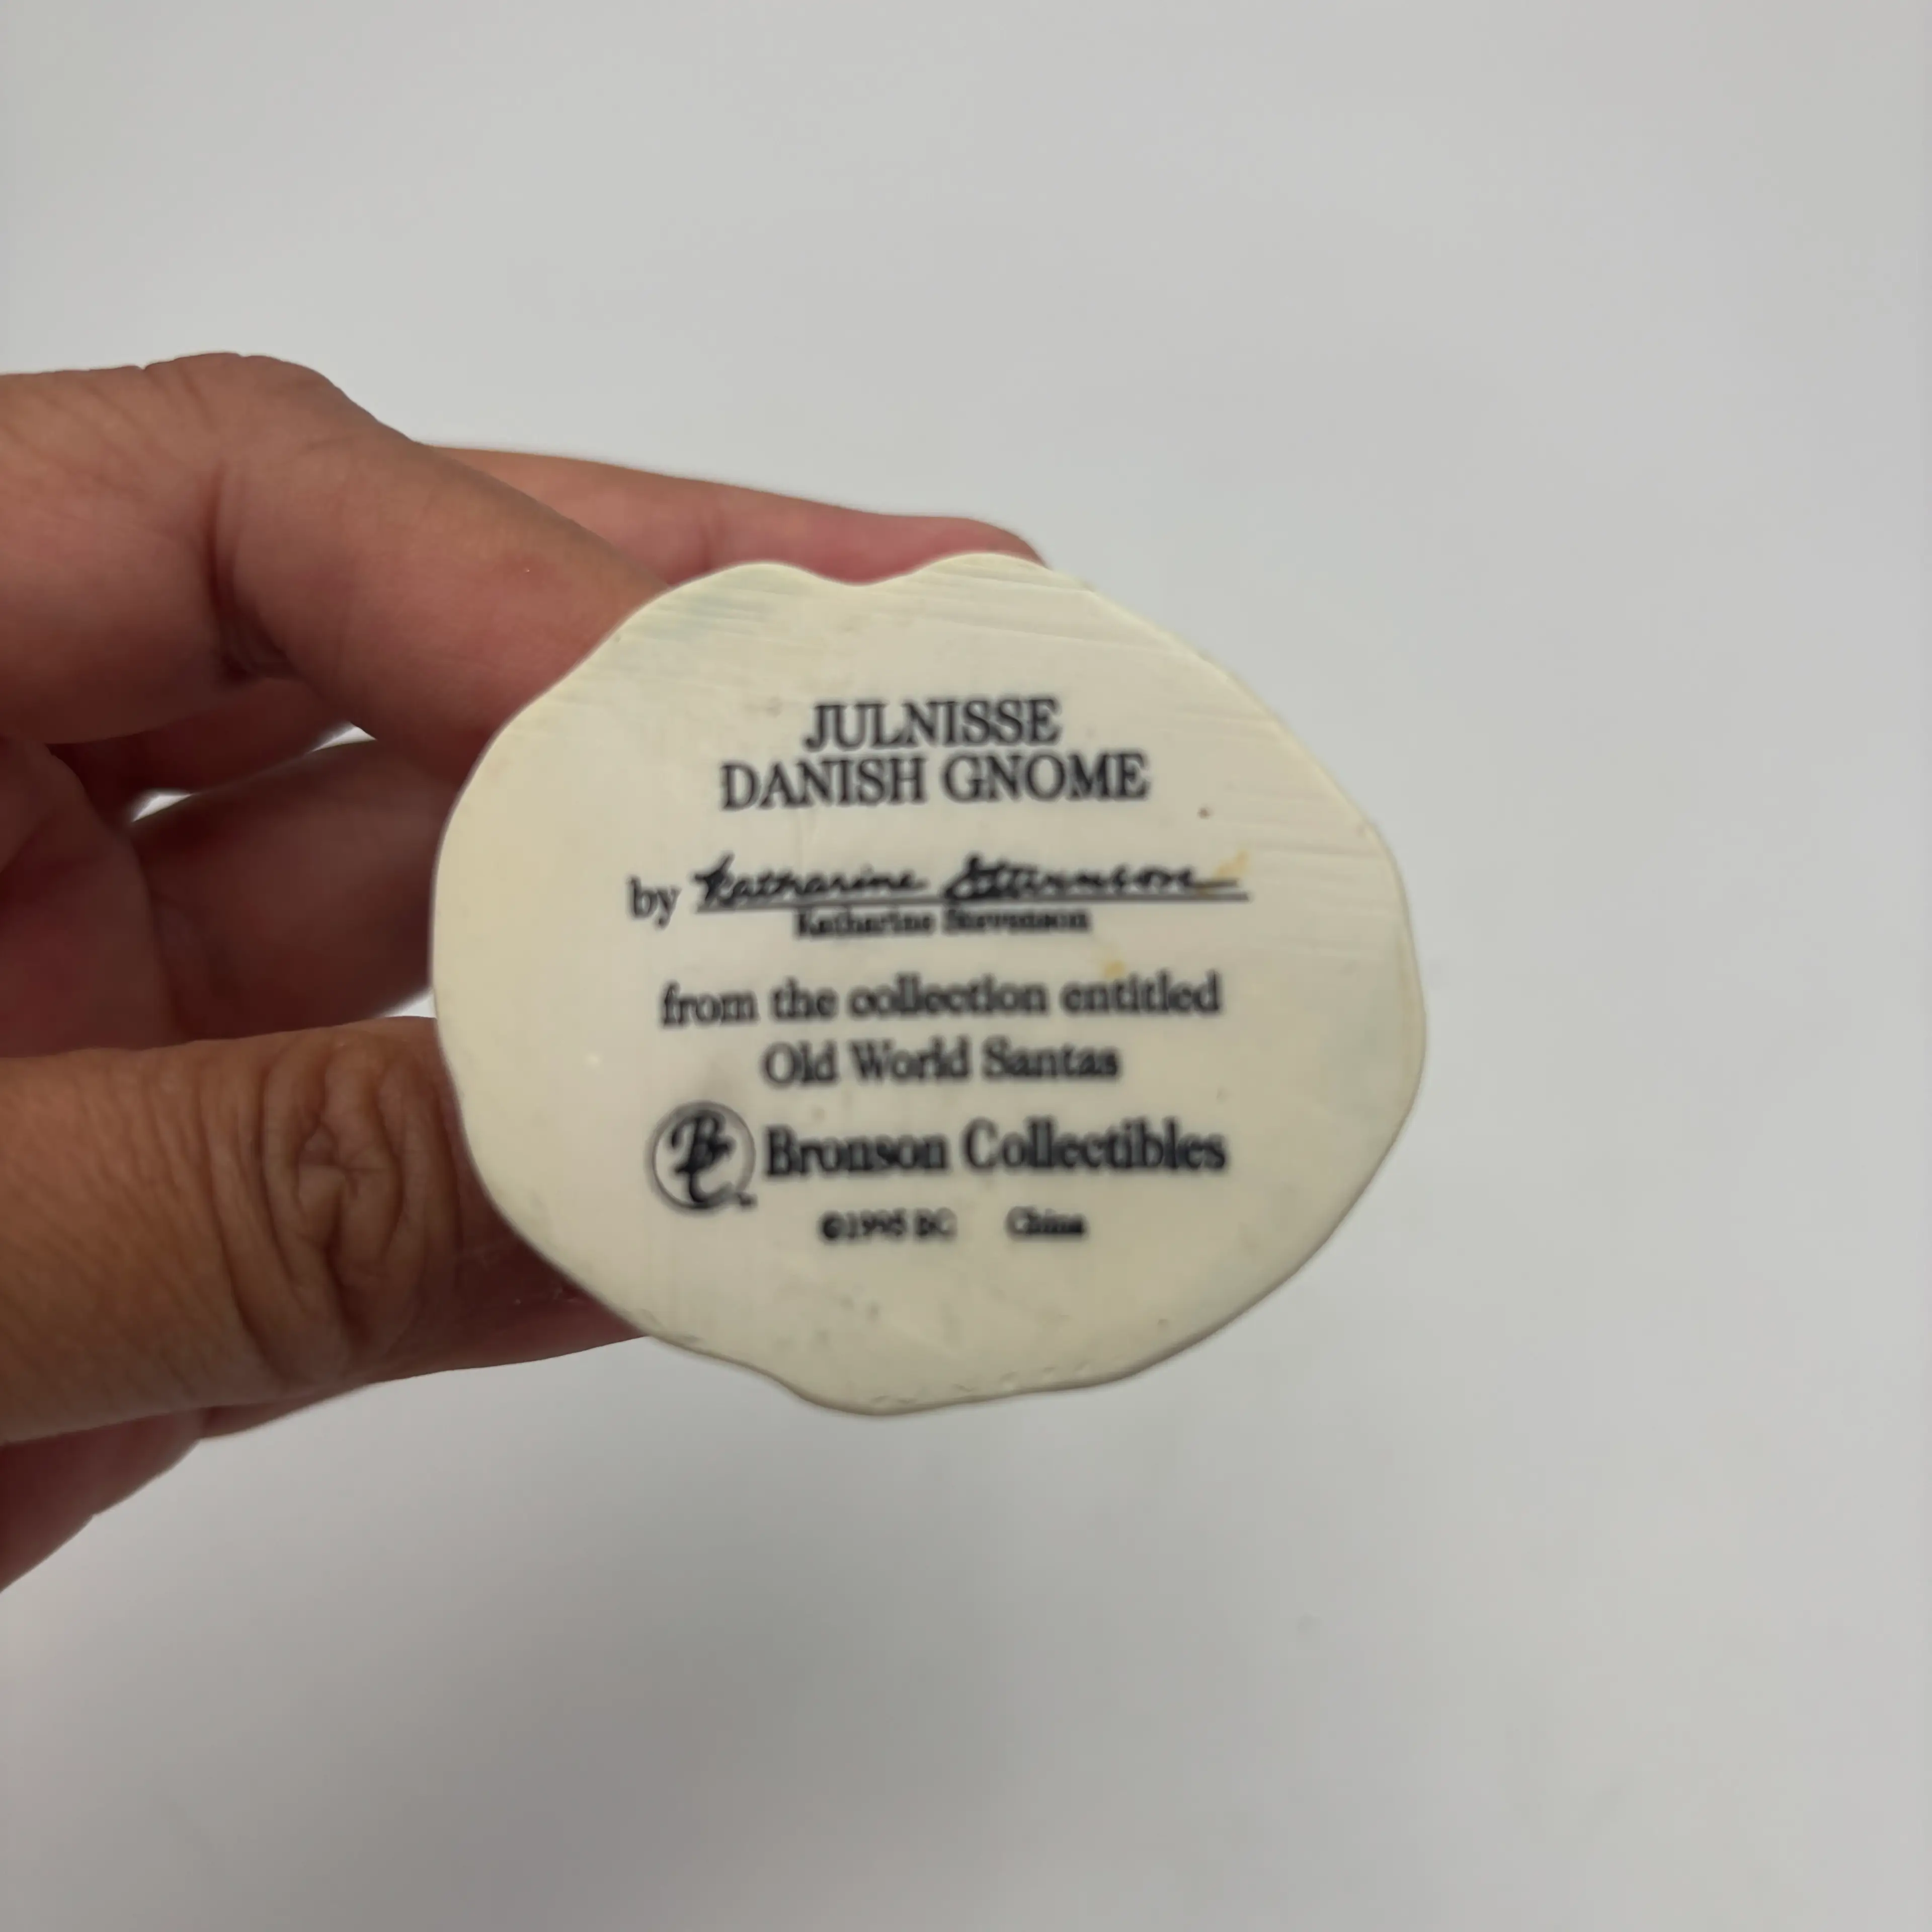 JULNISSE
DANISH GNOME
by Katharine Stevenson
Katharine Stevenson
from the collection entitled
Old World Santas
BC Bronson Collectibles
©1995 BC China